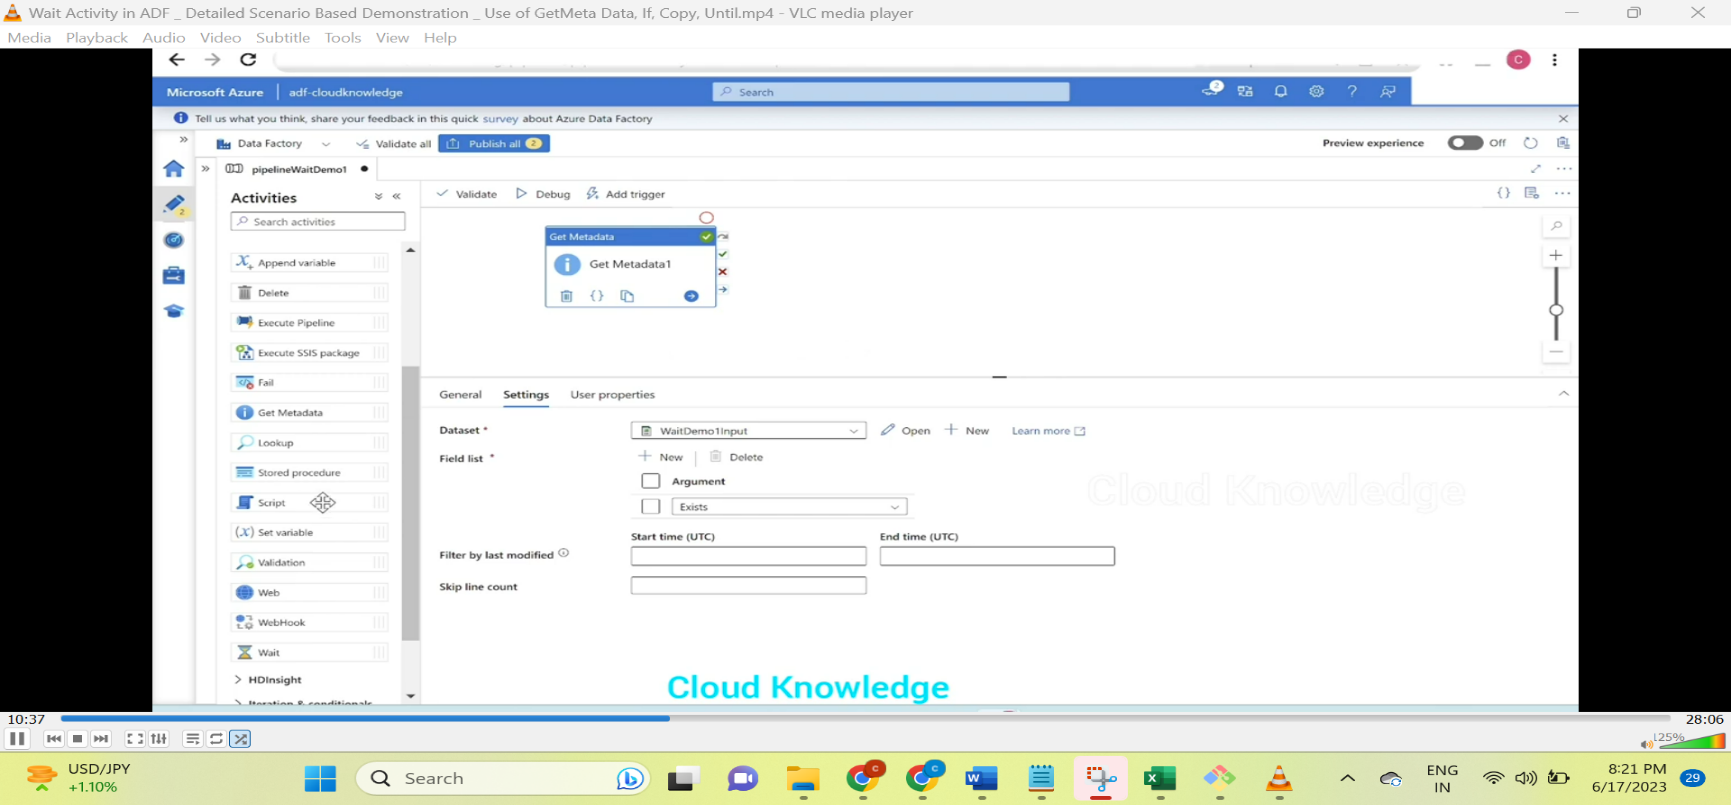 Wait Activity in ADF _ Detailed Scenario Based Demonstration _ Use of GetMeta Data, If, Copy, Until.mp4 - VLC media player
Media Playback Audio Video Subtitle Tools View Help
C
Microsoft Azure adf-cloudknowledge Search 2
Tell us what you think, share your feedback in this quick survey about Azure Data Factory
Data Factory Validate all Publish all 2 Preview experience Off
pipelineWaitDemo1
Activities Validate Debug Add trigger
2
Search activities
Get Metadata
Get Metadata1
Append variable
Delete
Execute Pipeline
Execute SSIS package
Fail
Get Metadata
Lookup
Stored procedure
Script
(X) Set variable
Validation
Web
WebHook
Wait
HDInsight
Iteration & conditionals
General Settings User properties
Dataset * WaitDemo1Input Open New Learn more
Field list * New Delete
Argument
Exists
Start time (UTC) End time (UTC)
Filter by last modified
Skip line count
Cloud Knowledge
Cloud Knowledge
10:37 28:06
125%
USD/JPY
+1.10%
Search
C
C
ENG
IN
8:21 PM
6/17/2023
29